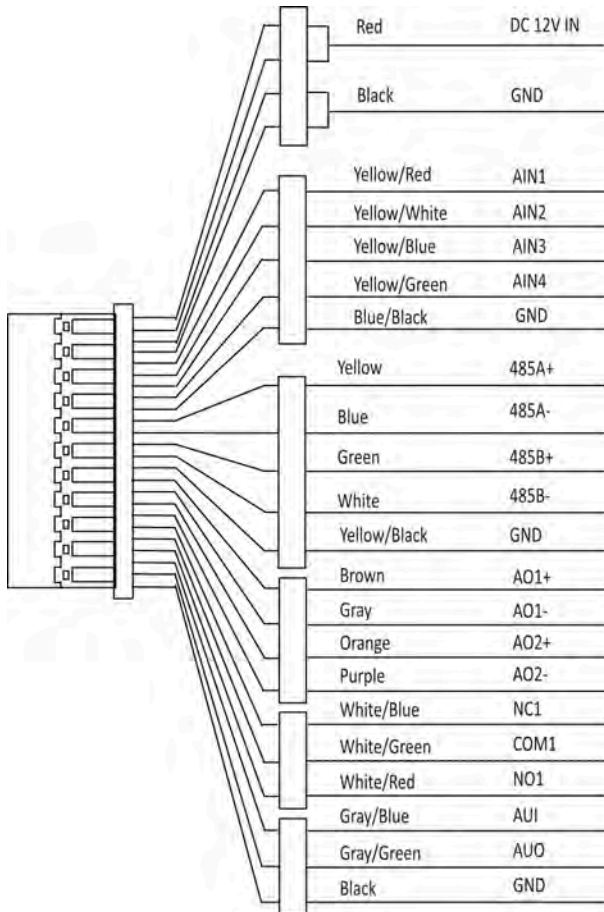 Red DC 12V IN
Black GND
Yellow/Red AIN1
Yellow/White AIN2
Yellow/Blue AIN3
Yellow/Green AIN4
Blue/Black GND
Yellow 485A+
Blue 485A-
Green 485B+
White 485B-
Yellow/Black GND
Brown AO1+
Gray AO1-
Orange AO2+
Purple AO2-
White/Blue NC1
White/Green COM1
White/Red NO1
Gray/Blue AUI
Gray/Green AUO
Black GND